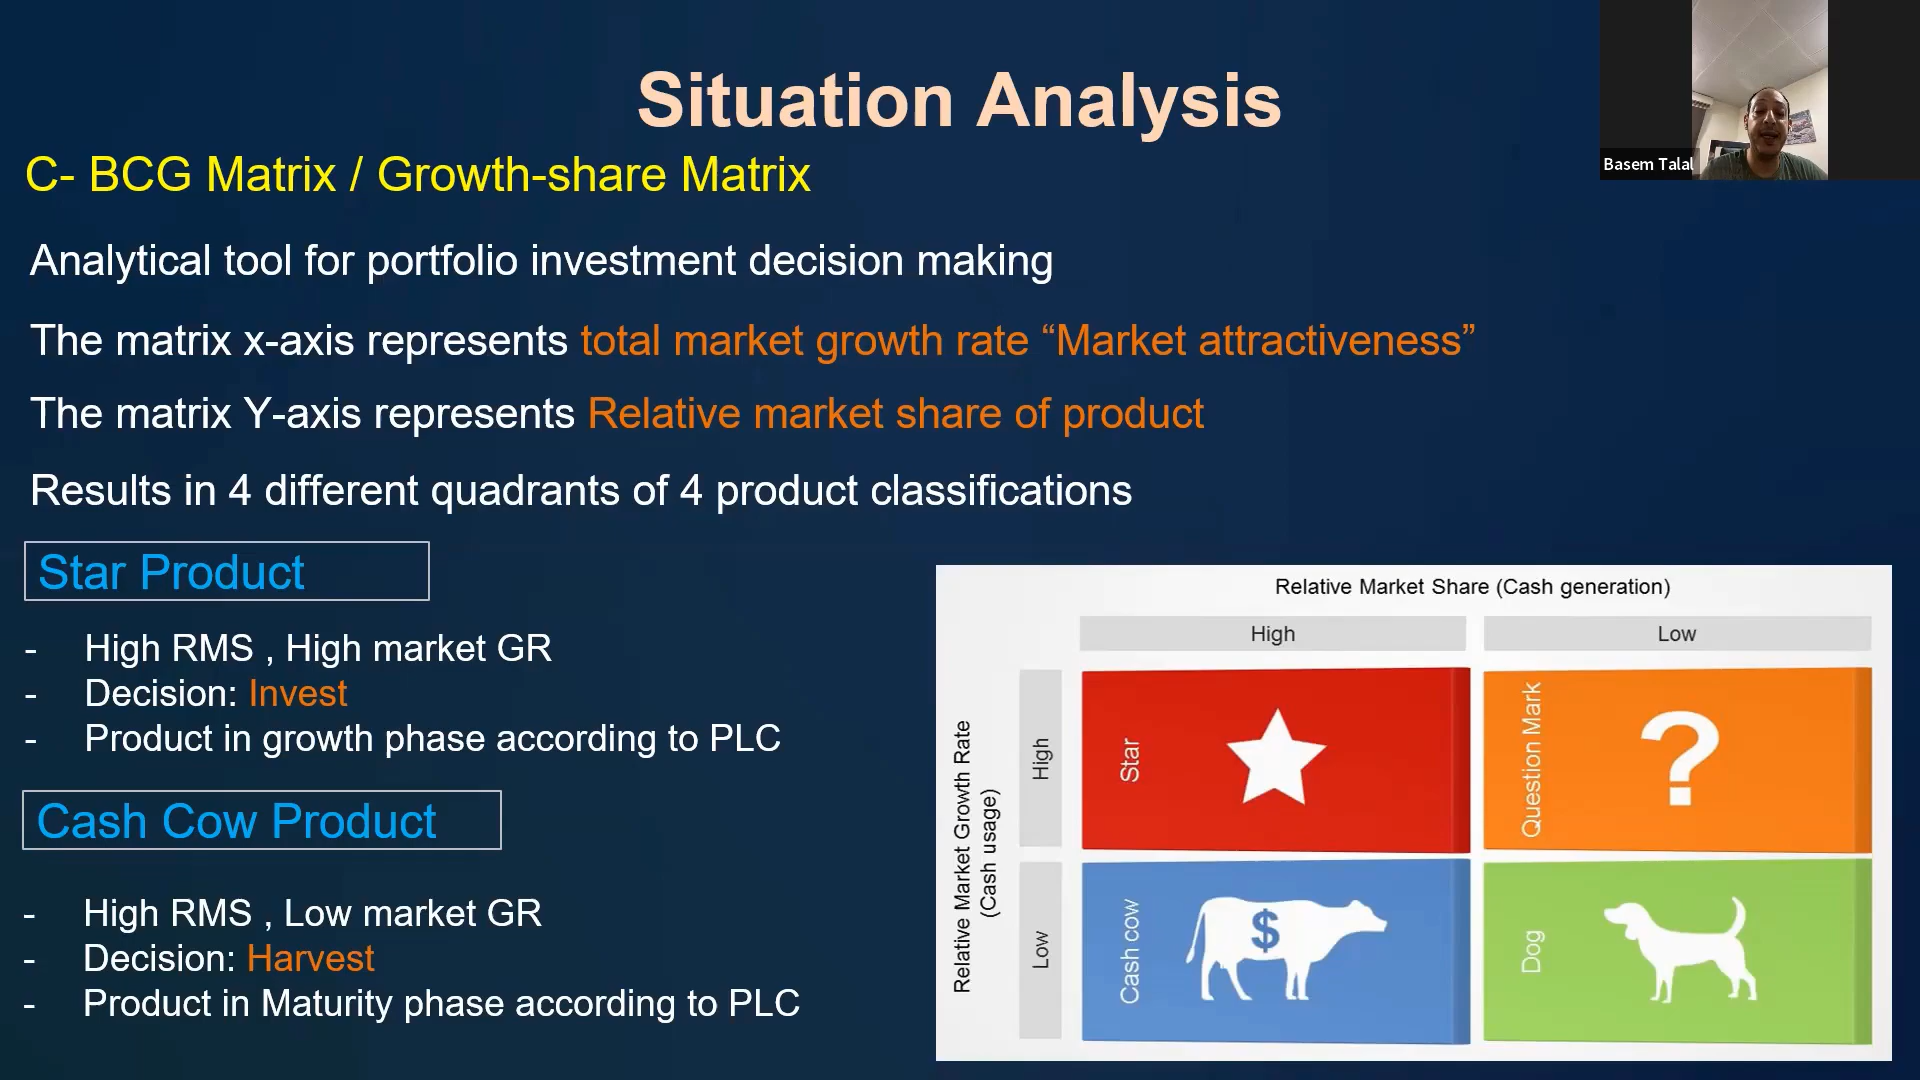 Situation Analysis
C- BCG Matrix / Growth-share Matrix
Basem Talal
Analytical tool for portfolio investment decision making
The matrix x-axis represents total market growth rate “Market attractiveness”
The matrix Y-axis represents Relative market share of product
Results in 4 different quadrants of 4 product classifications
Star Product
- High RMS , High market GR
- Decision: Invest
- Product in growth phase according to PLC
Cash Cow Product
- High RMS , Low market GR
- Decision: Harvest
- Product in Maturity phase according to PLC
Relative Market Share (Cash generation)
High
Low
Relative Market Growth Rate
(Cash usage)
High
Star
Question Mark
?
Low
Cash cow
$
Dog